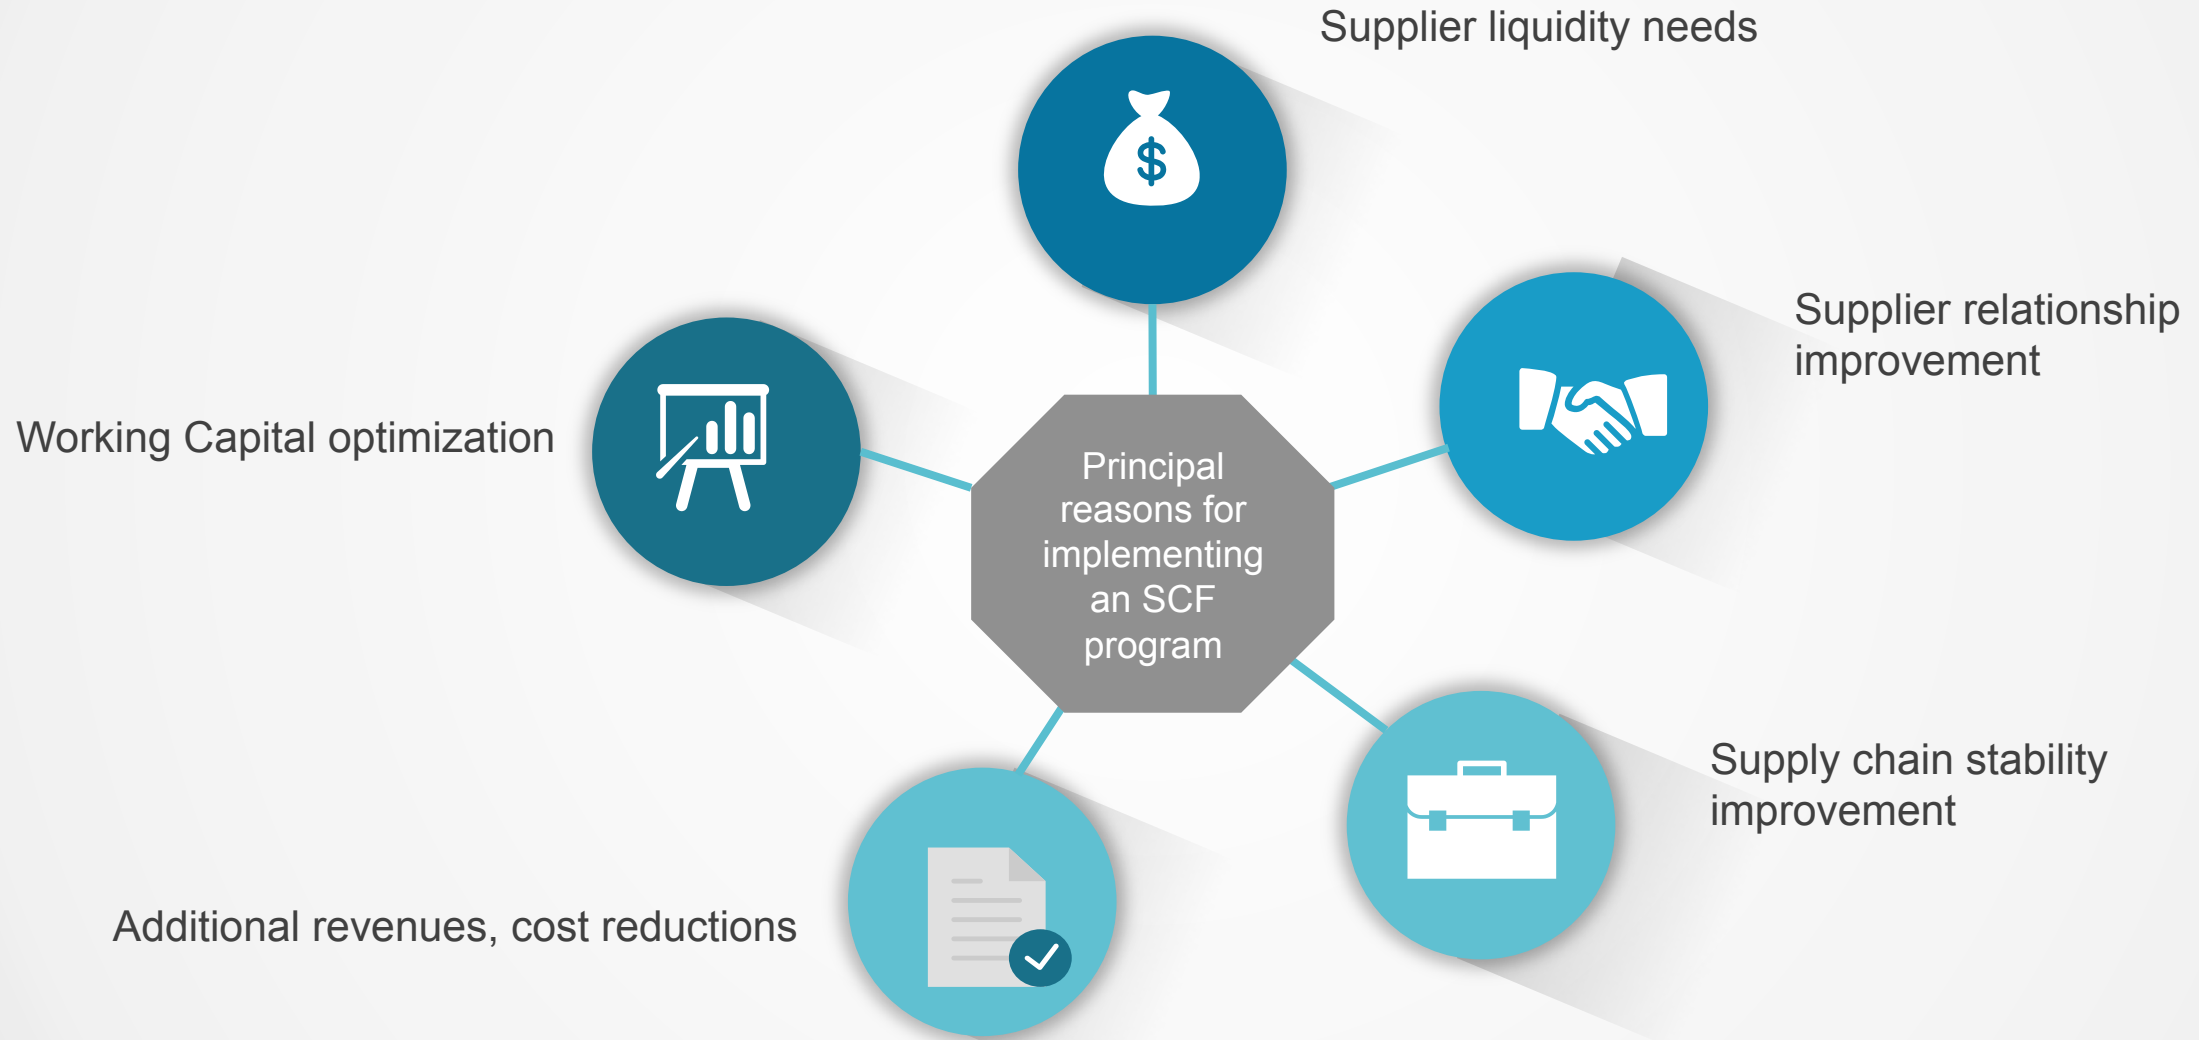 Supplier liquidity needs
Supplier relationship
improvement
Working Capital optimization
$
Principal
reasons for
implementing
an SCF
program
Supply chain stability
improvement
Additional revenues, cost reductions